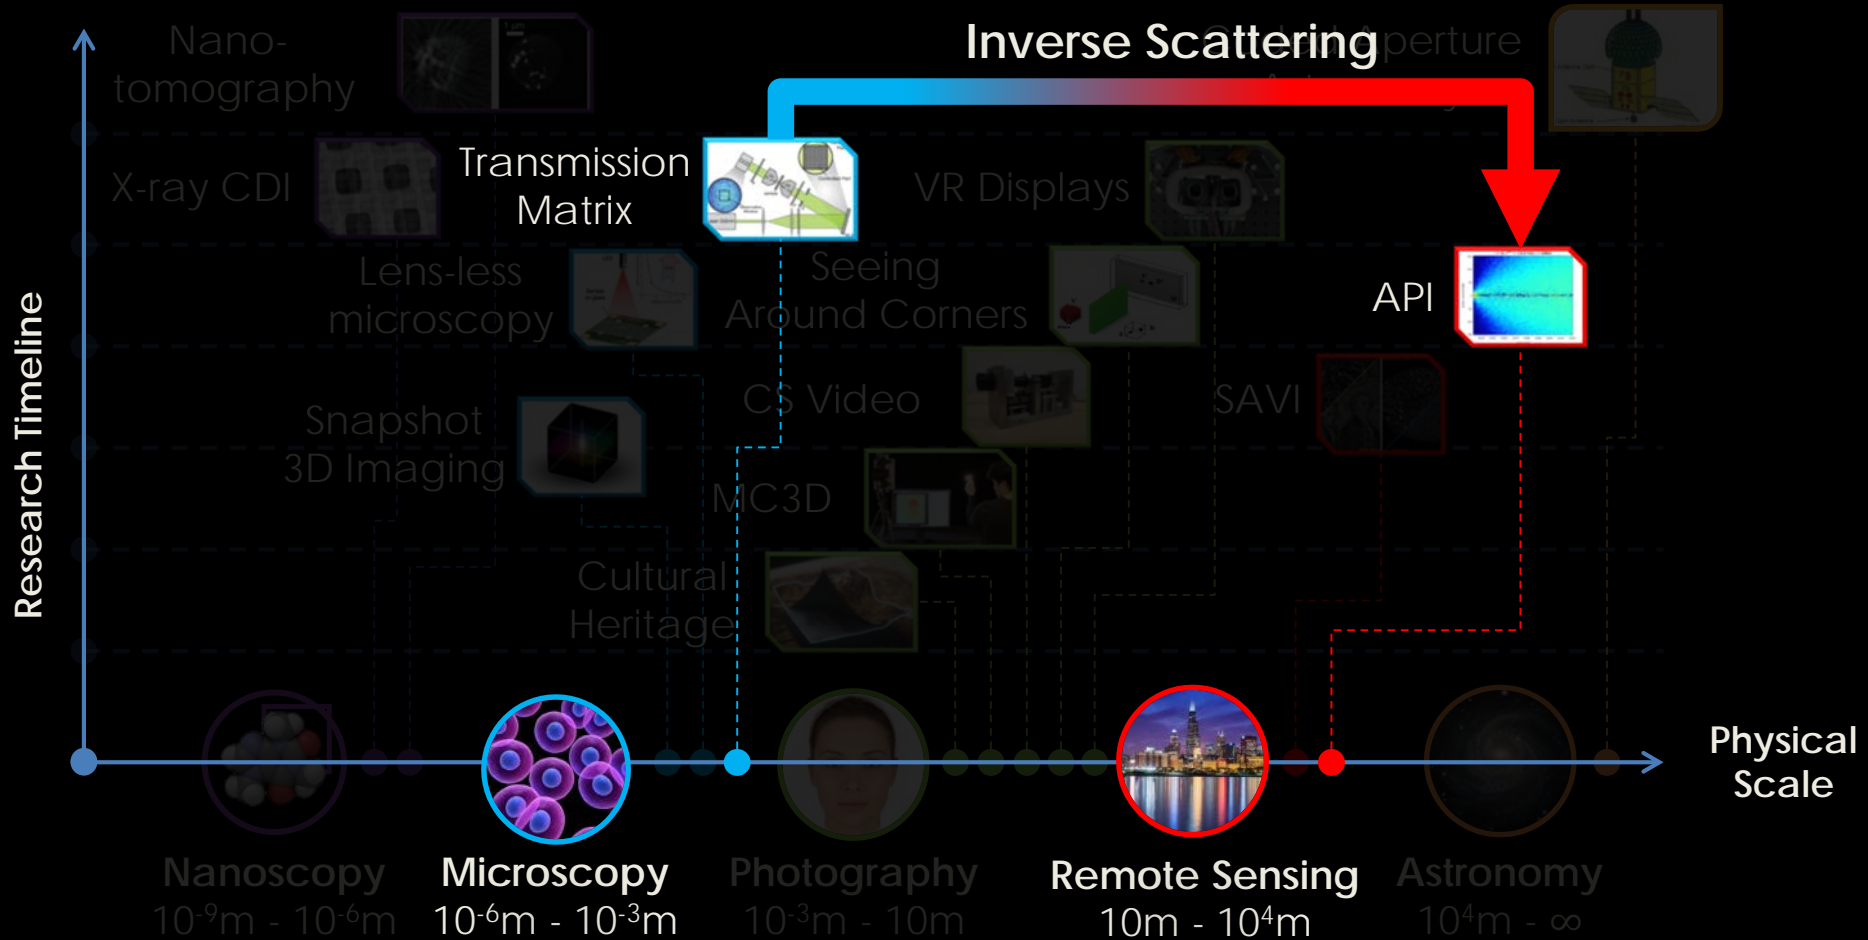 Nano-
tomography
Inverse Scattering
Aperture
X-ray CDI
Transmission
Matrix
VR Displays
Lens-less
microscopy
Seeing
Around Corners
API
Snapshot
3D Imaging
CS Video
SAVI
MC3D
Cultural
Heritage
Research Timeline
Physical
Scale
Nanoscopy
10⁻⁹m - 10⁻⁶m
Microscopy
10⁻⁶m - 10⁻³m
Photography
10⁻³m - 10m
Remote Sensing
10m - 10⁴m
Astronomy
10⁴m - ∞